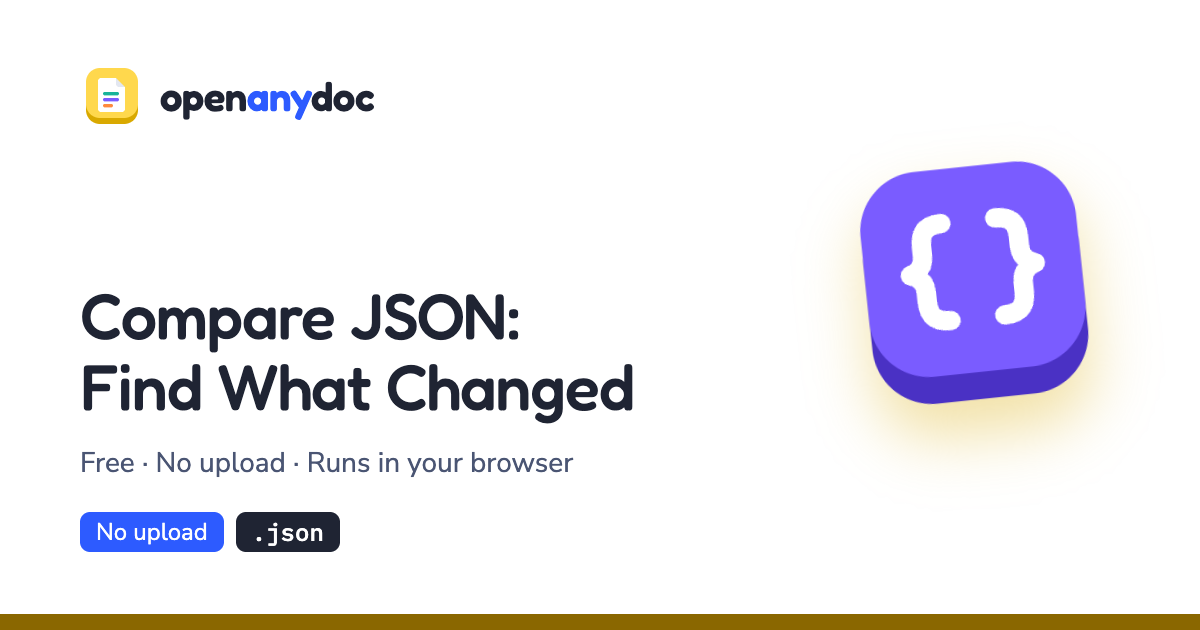 openanydoc
{ }
Compare JSON:
Find What Changed
Free · No upload · Runs in your browser
No upload
.json